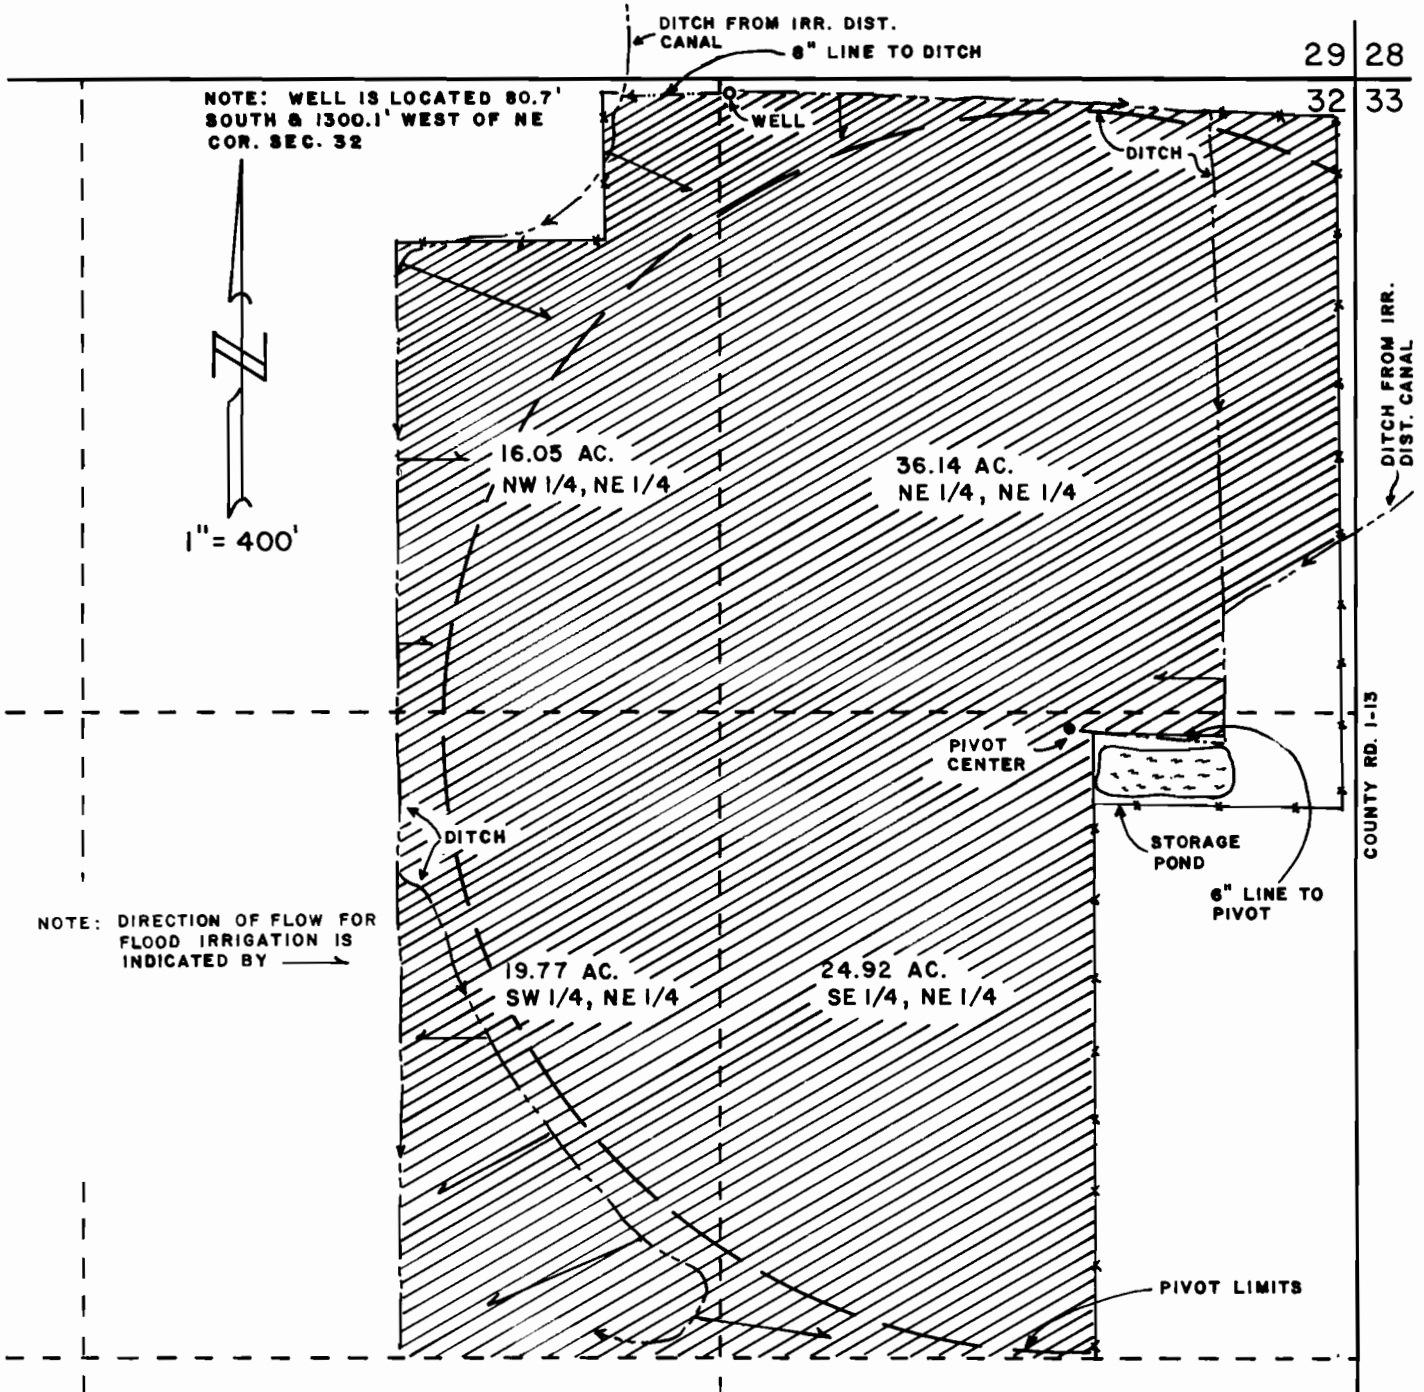 DITCH FROM IRR. DIST.
CANAL
8" LINE TO DITCH
29 28
32 33
NOTE: WELL IS LOCATED 80.7'
SOUTH & 1300.1' WEST OF NE
COR. SEC. 32
WELL
DITCH
N
DITCH FROM IRR.
DIST. CANAL
16.05 AC.
NW 1/4, NE 1/4
36.14 AC.
NE 1/4, NE 1/4
1"= 400'
PIVOT
CENTER
COUNTY RD. 1-13
DITCH
STORAGE
POND
6" LINE TO
PIVOT
NOTE: DIRECTION OF FLOW FOR
FLOOD IRRIGATION IS
INDICATED BY
19.77 AC.
SW 1/4, NE 1/4
24.92 AC.
SE 1/4, NE 1/4
PIVOT LIMITS